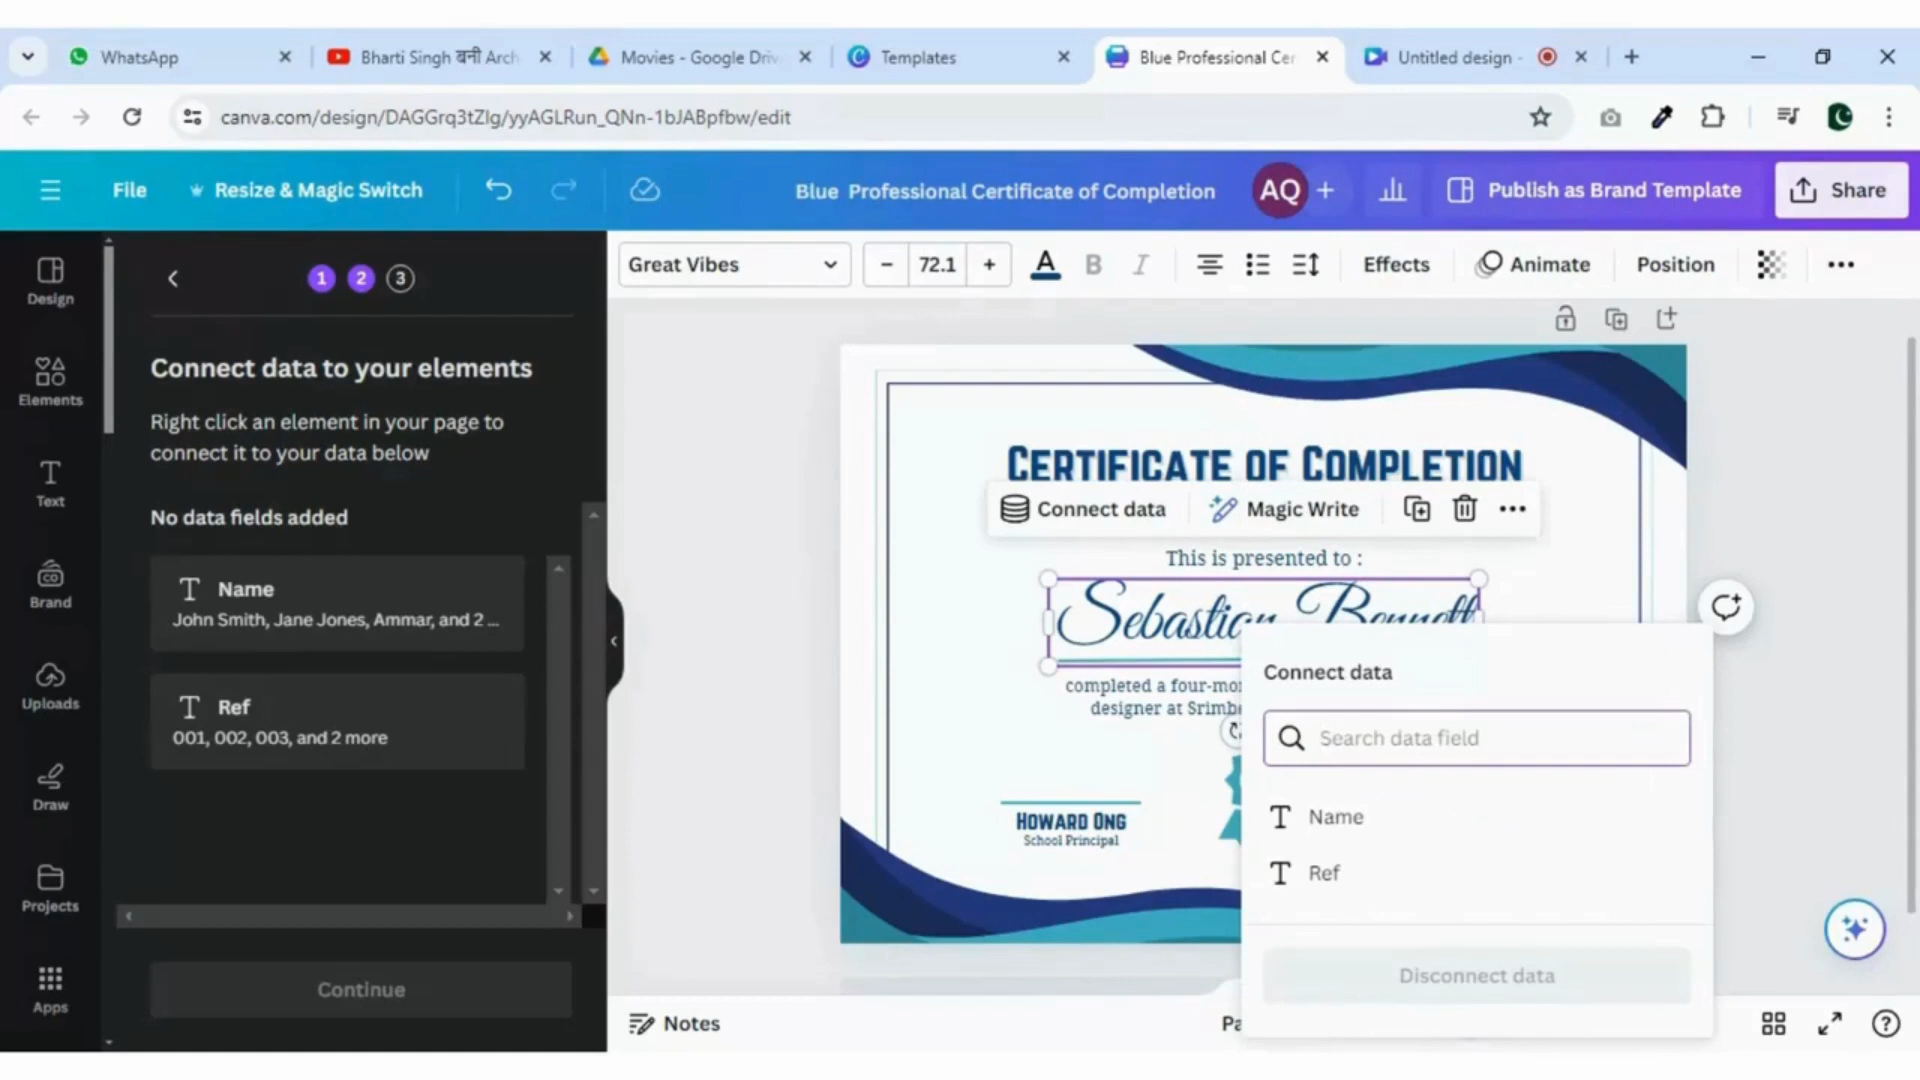 WhatsApp
Bharti Singh बनी Arch
Movies - Google Driv
Templates
Blue Professional Cer
Untitled design -
canva.com/design/DAGGrq3tZlg/yyAGLRun_QNn-1bJABpfbw/edit
File
Resize & Magic Switch
Blue Professional Certificate of Completion
AQ
Publish as Brand Template
Share
Great Vibes
72.1
A
B
I
Effects
Animate
Position
Design
Elements
Text
Brand
Uploads
Draw
Projects
Apps
1 2 3
Connect data to your elements
Right click an element in your page to
connect it to your data below
No data fields added
Name
John Smith, Jane Jones, Ammar, and 2 ...
Ref
001, 002, 003, and 2 more
Continue
Certificate of Completion
Connect data
Magic Write
This is presented to :
Sebastian Bennett
completed a four-mo
designer at Srimb
Howard Ong
School Principal
Connect data
Search data field
Name
Ref
Disconnect data
Notes
Pa